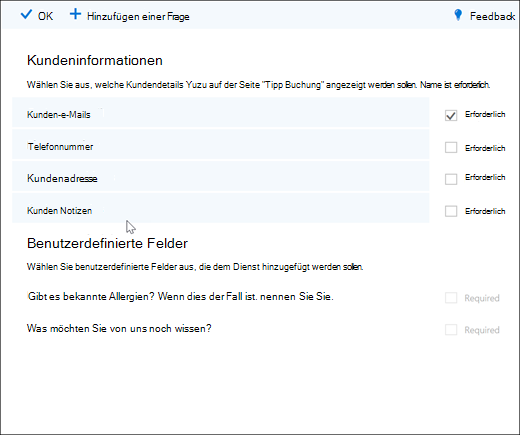 OK Hinzufügen einer Frage Feedback
Kundeninformationen
Wählen Sie aus, welche Kundendetails Yuzu auf der Seite "Tipp Buchung" angezeigt werden sollen. Name ist erforderlich.
Kunden-e-Mails Erforderlich
Telefonnummer Erforderlich
Kundenadresse Erforderlich
Kunden Notizen Erforderlich
Benutzerdefinierte Felder
Wählen Sie benutzerdefinierte Felder aus, die dem Dienst hinzugefügt werden sollen.
Gibt es bekannte Allergien? Wenn dies der Fall ist. nennen Sie Sie. Required
Was möchten Sie von uns noch wissen? Required